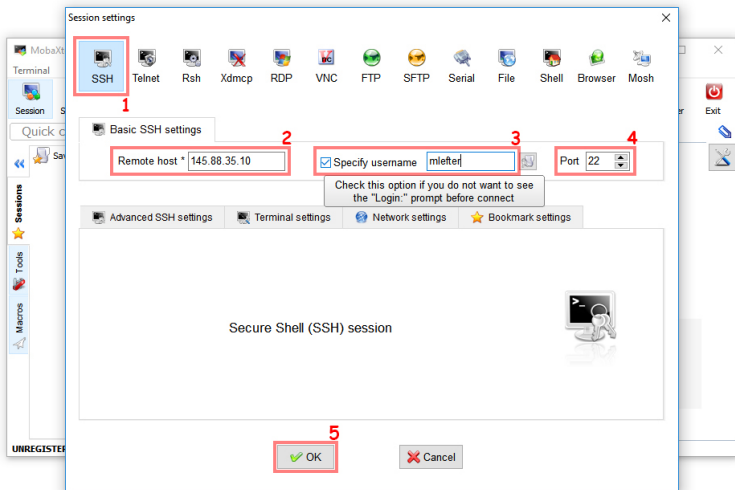 Session settings
MobaXt
Terminal
SSH
Telnet
Rsh
Xdmcp
RDP
VNC
FTP
SFTP
Serial
File
Shell
Browser
Mosh
1
Session
Exit
Quick c
Basic SSH settings
2
3
4
Remote host * 145.88.35.10
Specify username mlefter
Port 22
Sav
Check this option if you do not want to see
the "Login:" prompt before connect
Sessions
Tools
Macros
Advanced SSH settings
Terminal settings
Network settings
Bookmark settings
Secure Shell (SSH) session
5
OK
Cancel
UNREGISTER